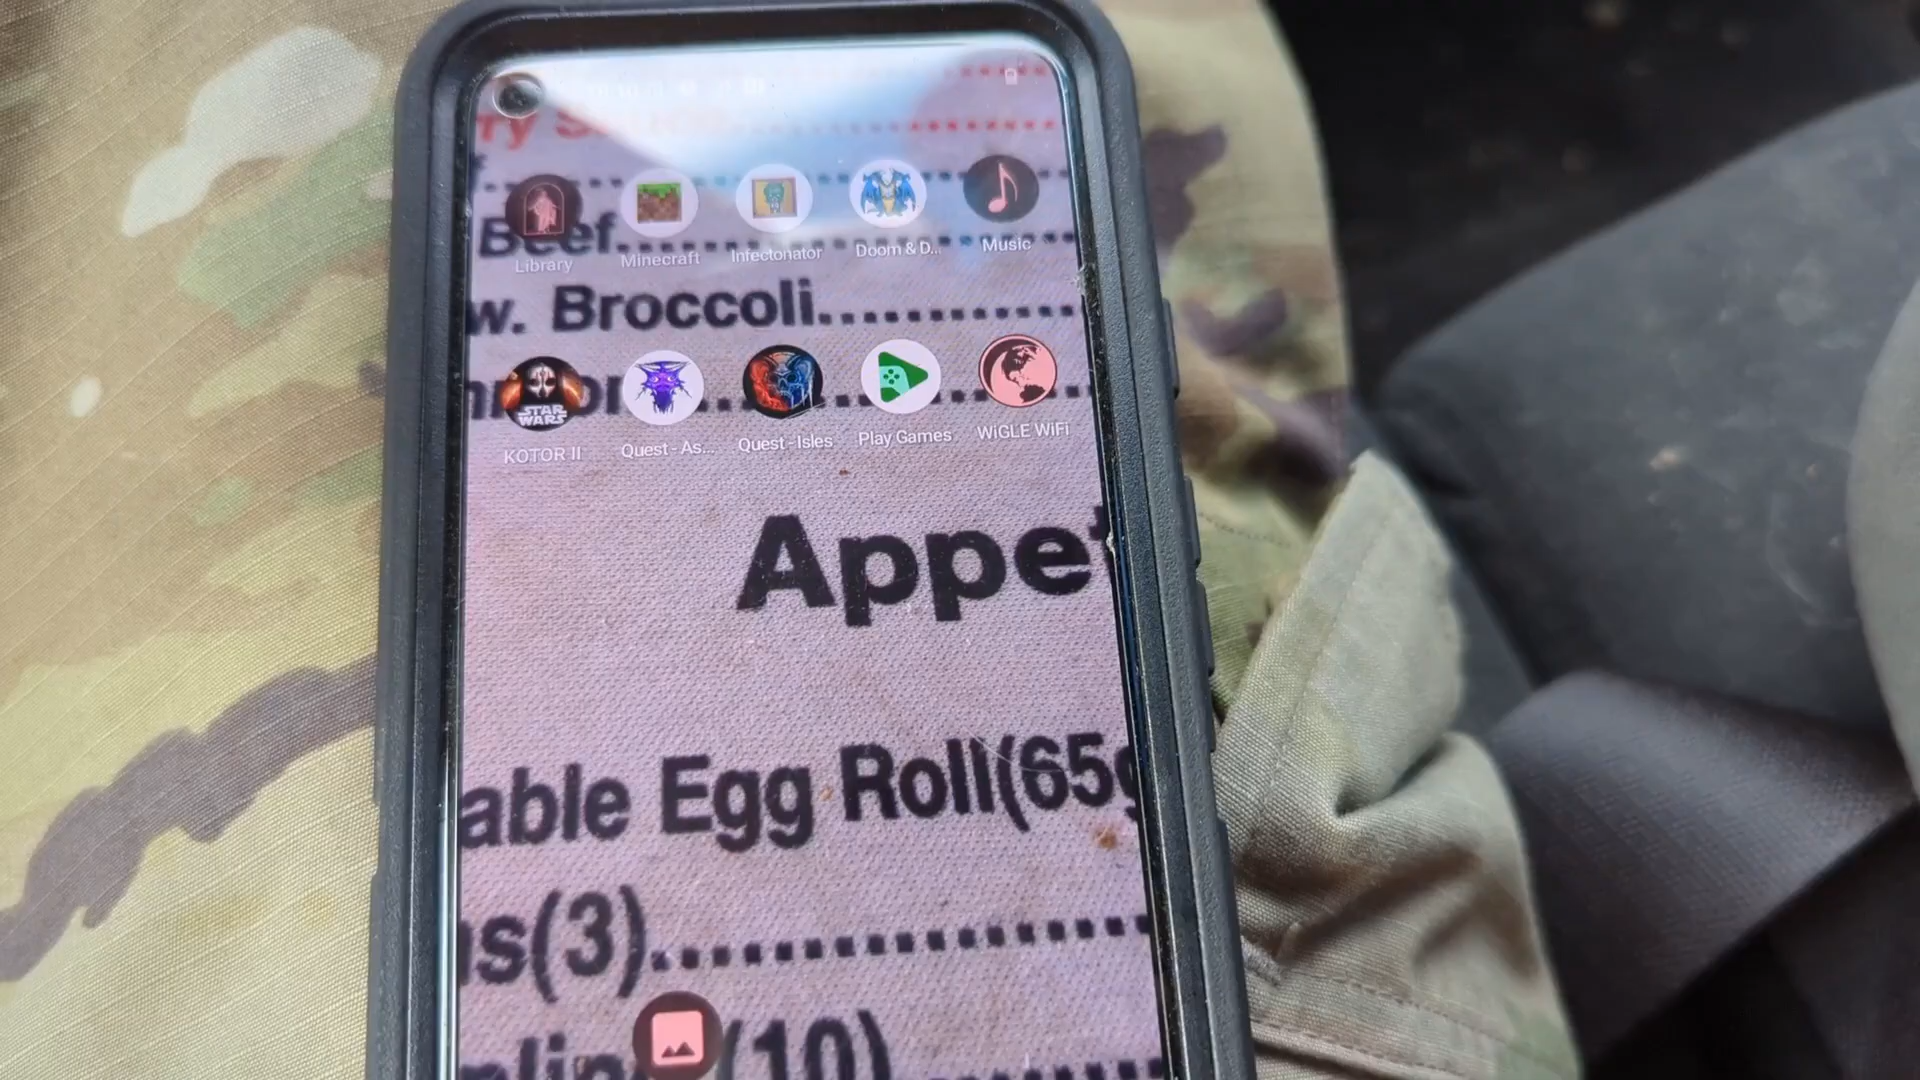 Beef
Library
Minecraft
Infectonator
Doom & D...
Music
w. Broccoli
STAR
WARS
KOTOR II
Quest - As...
Quest - Isles
Play Games
WiGLE WiFi
Appe
able Egg Roll(65g
s(3)
(10)